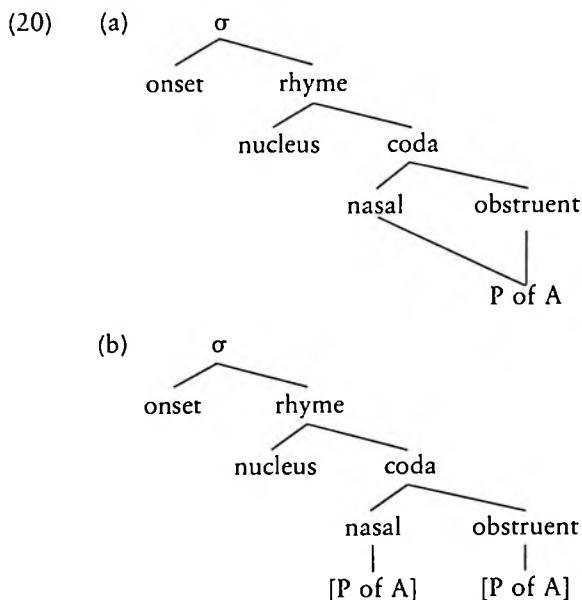 (20) (a) σ
onset rhyme
nucleus coda
nasal obstruent
P of A
(b) σ
onset rhyme
nucleus coda
nasal obstruent
[P of A] [P of A]